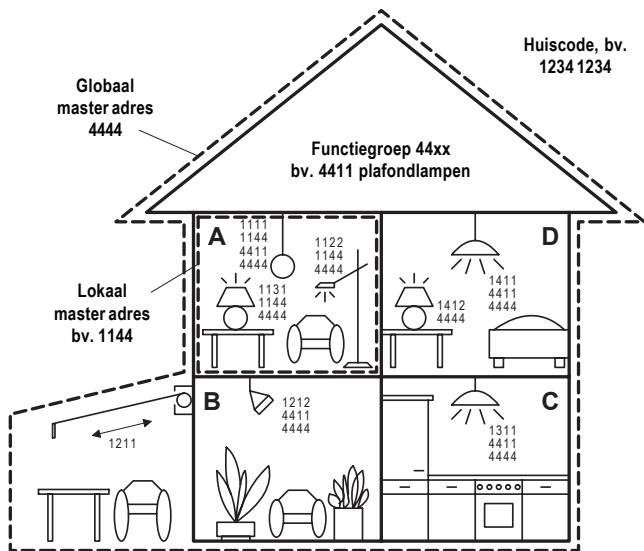 Huiscode, bv.
1234 1234
Globaal
master adres
4444
Functiegroep 44xx
bv. 4411 plafondlampen
A
1111
1144
4411
4444
1122
1144
4444
1131
1144
4444
D
1411
4411
4444
1412
4444
Lokaal
master adres
bv. 1144
B
1212
4411
4444
C
1311
4411
4444
1211